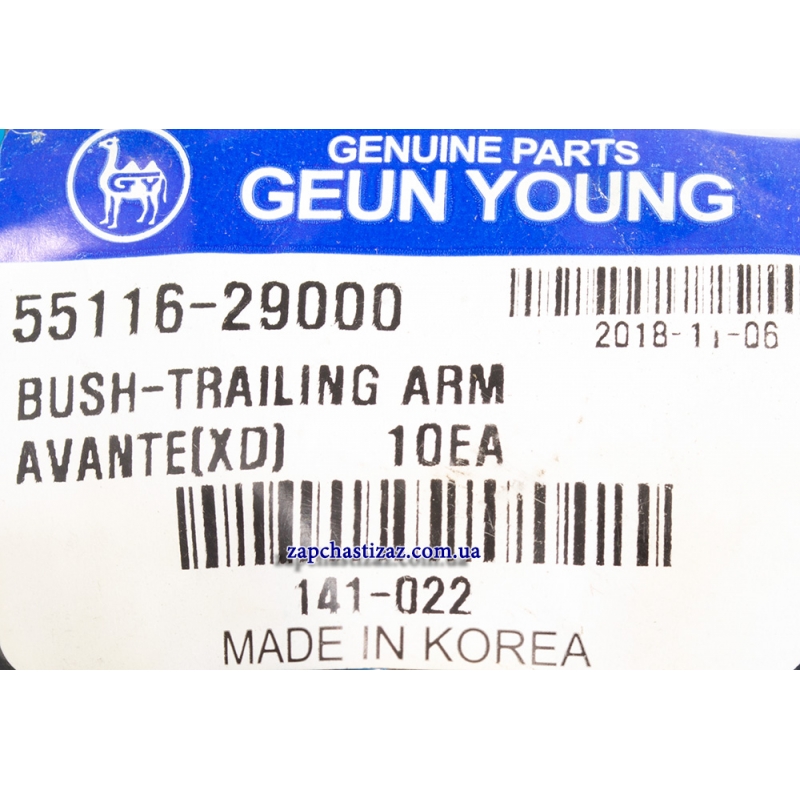 GENUINE PARTS
GY
GEUN YOUNG
55116-29000
2018-11-06
BUSH-TRAILING ARM
AVANTE(XD) 10EA
zapchastizaz.com.ua
141-022
MADE IN KOREA